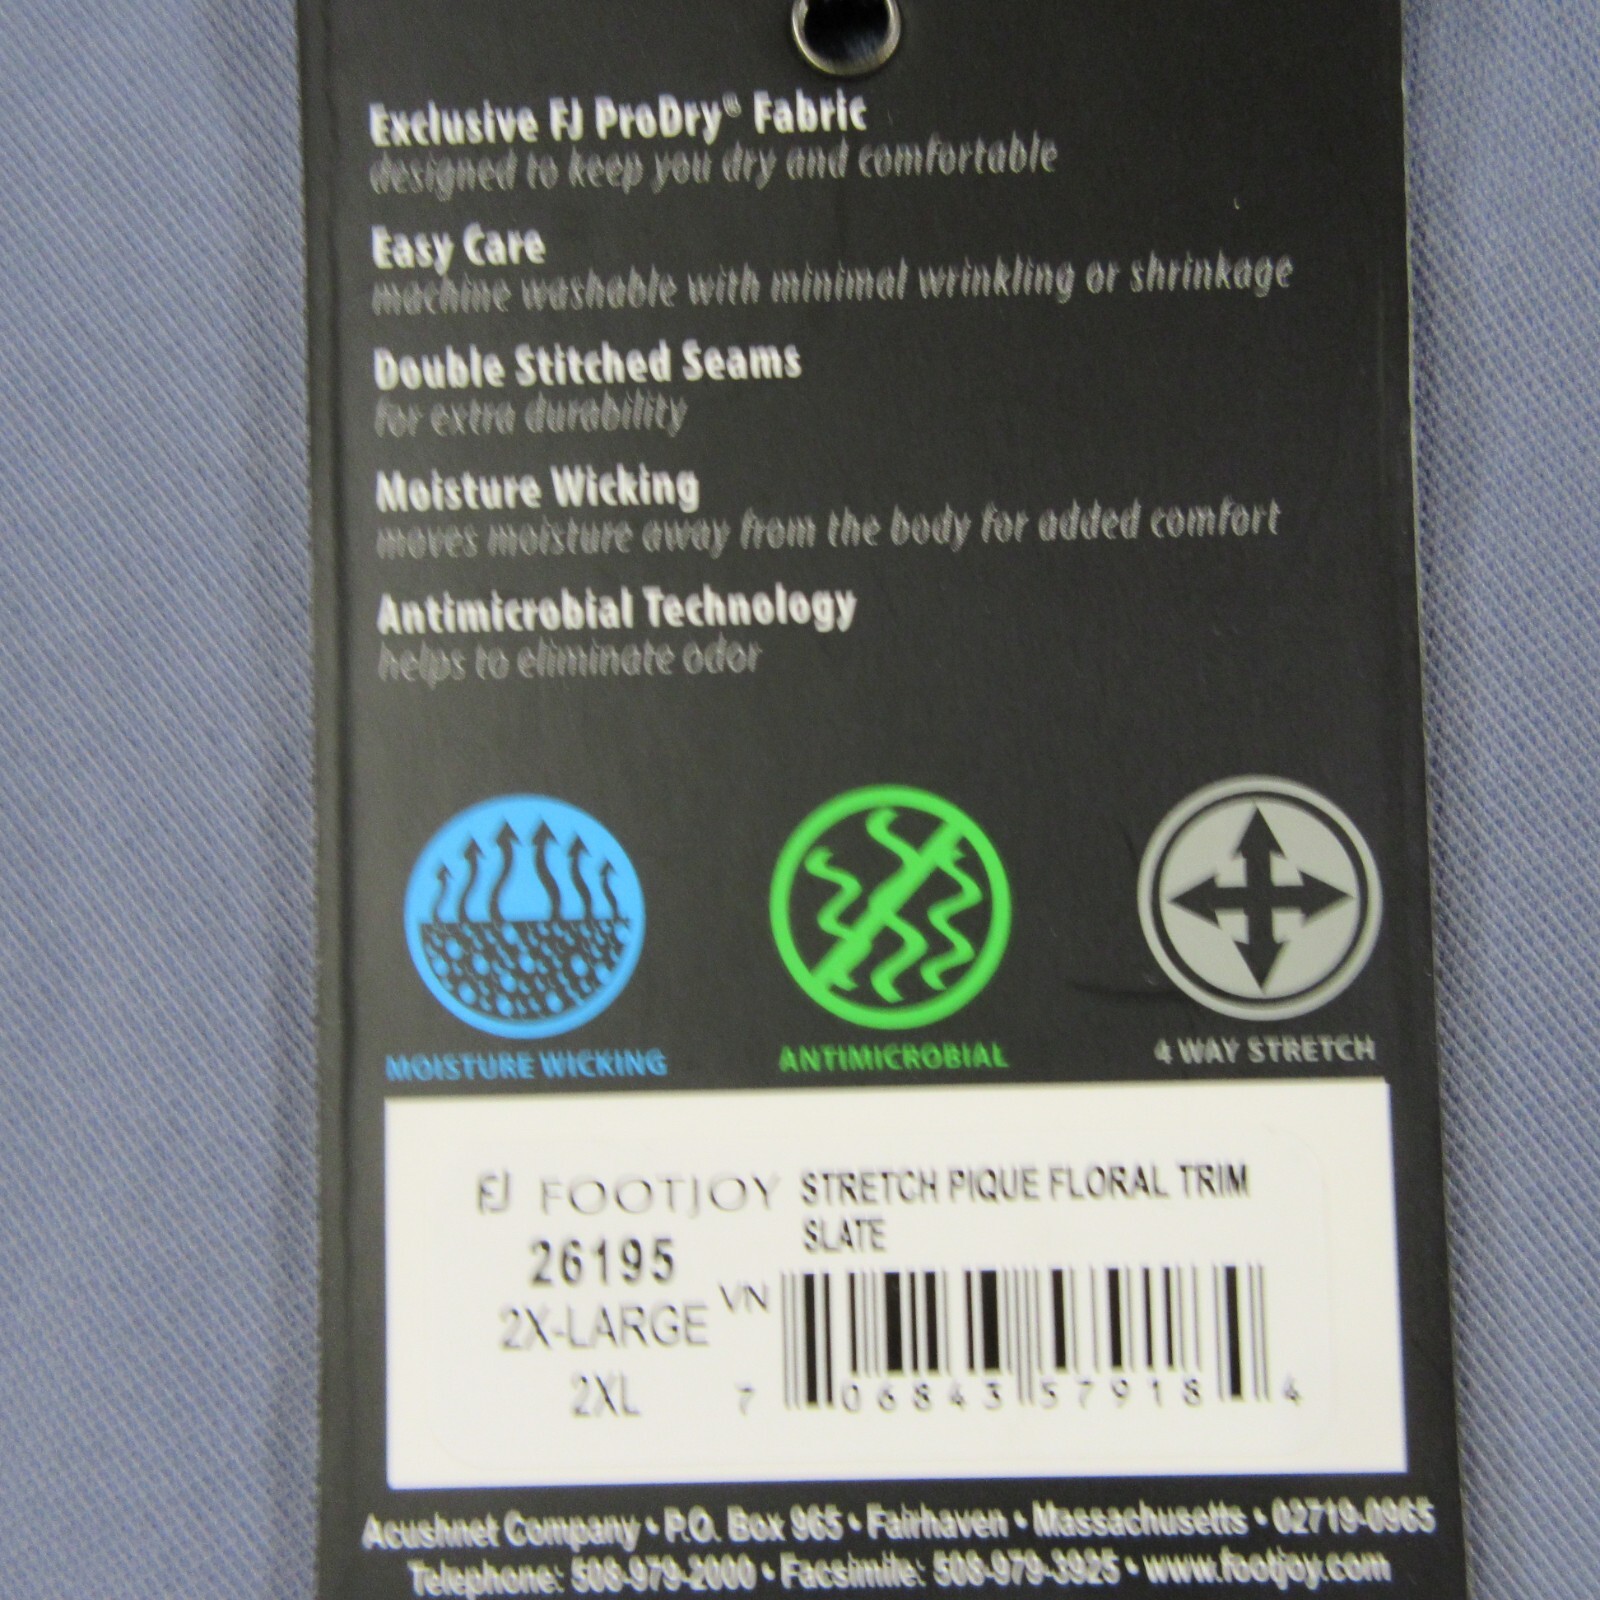 Exclusive FJ ProDry® Fabric
designed to keep you dry and comfortable
Easy Care
machine washable with minimal wrinkling or shrinkage
Double Stitched Seams
for extra durability
Moisture Wicking
moves moisture away from the body for added comfort
Antimicrobial Technology
helps to eliminate odor
MOISTURE WICKING
ANTIMICROBIAL
4 WAY STRETCH
FJ FOOTJOY
26195
2X-LARGE
2XL
STRETCH PIQUE FLORAL TRIM
SLATE
VN
7 06843 57918 4
Acushnet Company • P.O. Box 965 • Fairhaven • Massachusetts • 02719-0965
Telephone: 508-979-2000 • Facsimile: 508-979-3925 • www.footjoy.com